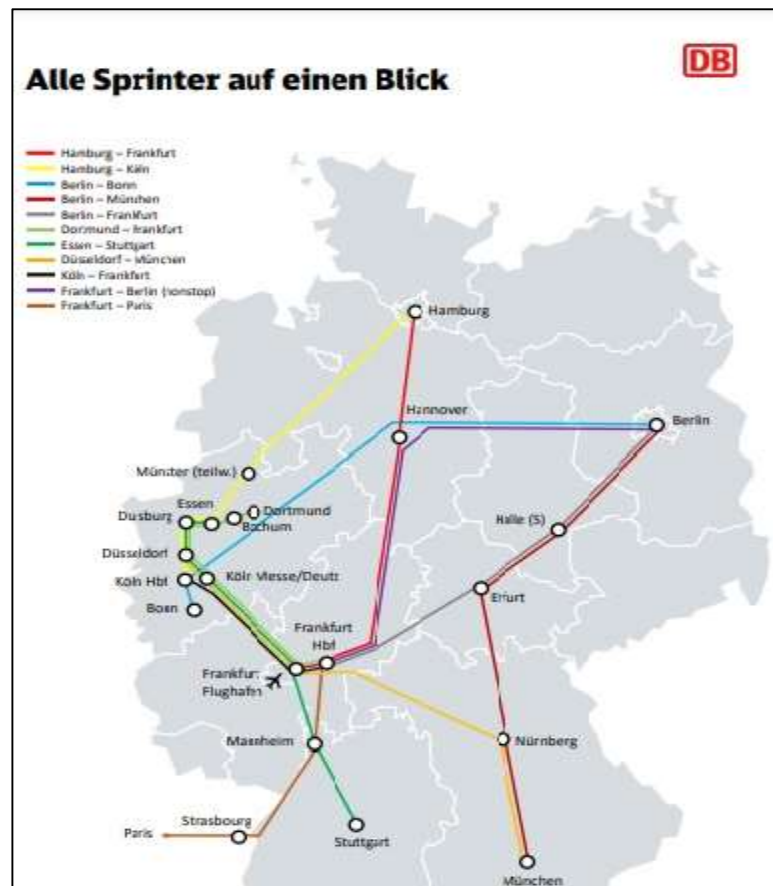 DB
Alle Sprinter auf einen Blick
Hamburg – Frankfurt
Hamburg – Köln
Berlin – Bonn
Berlin – München
Berlin – Frankfurt
Dortmund – Frankfurt
Essen – Stuttgart
Düsseldorf – München
Köln – Frankfurt
Frankfurt – Berlin (nonstop)
Frankfurt – Paris
Hamburg
Hannover
Berlin
Münster (teilw.)
Essen
Duisburg
Dortmund
Bochum
Halle (S)
Düsseldorf
Köln Hbf
Köln Messe/Deutz
Bonn
Erfurt
Frankfurt
Hbf
Frankfurt
Flughafen
Mannheim
Nürnberg
Strasbourg
Paris
Stuttgart
München